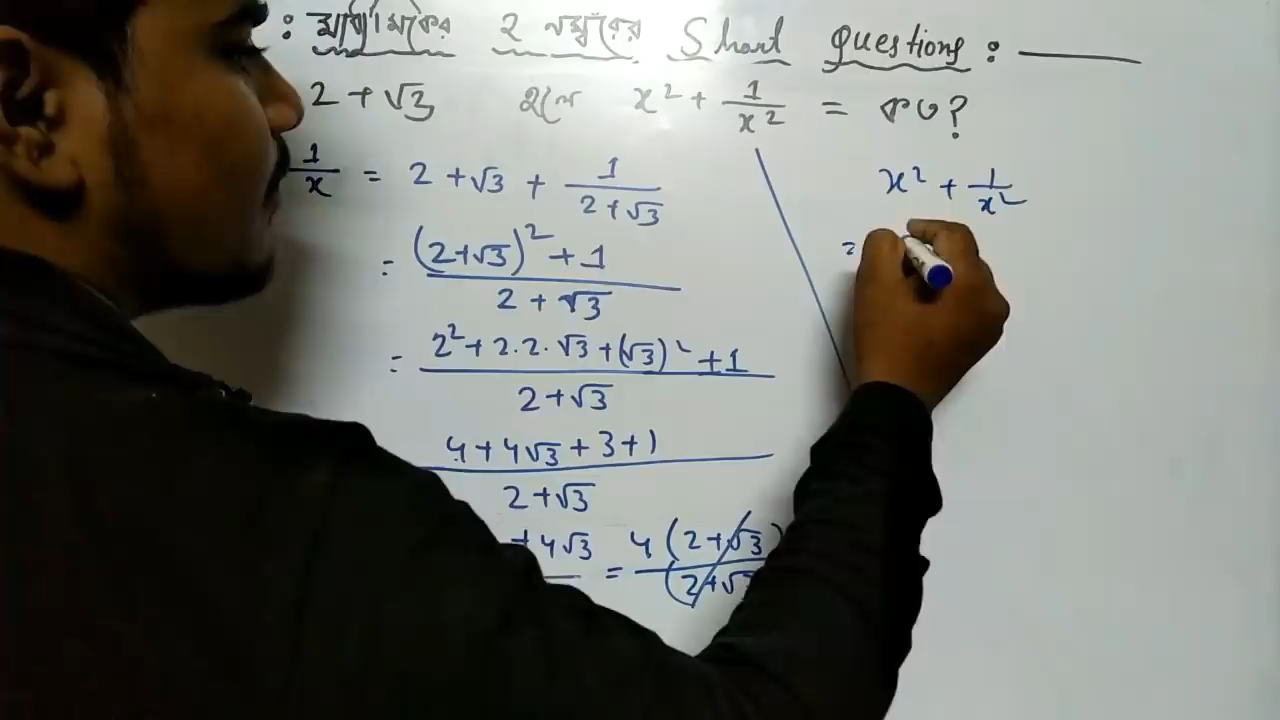 : মাধ্যমিকের 2 নম্বরের Short Questions :
2 + √3 হলে x² + 1/x² = কত?
1/x = 2 + √3 + 1/(2 + √3)
= ((2+√3)² + 1)/(2 + √3)
= (2² + 2.2.√3 + (√3)² + 1)/(2+√3)
(4 + 4√3 + 3 + 1)/(2+√3)
+ 4√3 = 4(2+√3)/(2+√3
x² + 1/x²
=